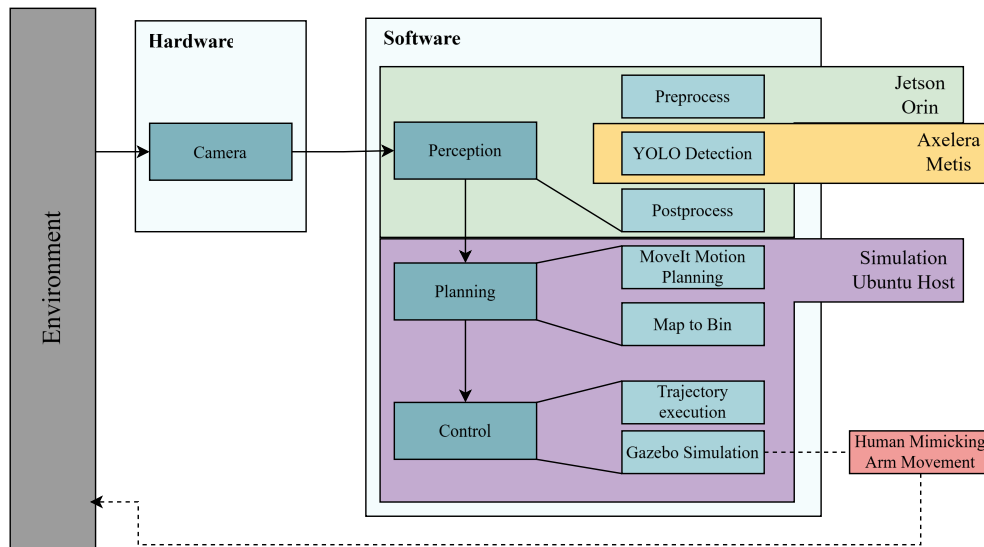 Hardware
Software
Environment
Camera
Perception
Preprocess
YOLO Detection
Postprocess
Jetson
Orin
Axelera
Metis
Planning
MoveIt Motion
Planning
Map to Bin
Simulation
Ubuntu Host
Control
Trajectory
execution
Gazebo Simulation
Human Mimicking
Arm Movement